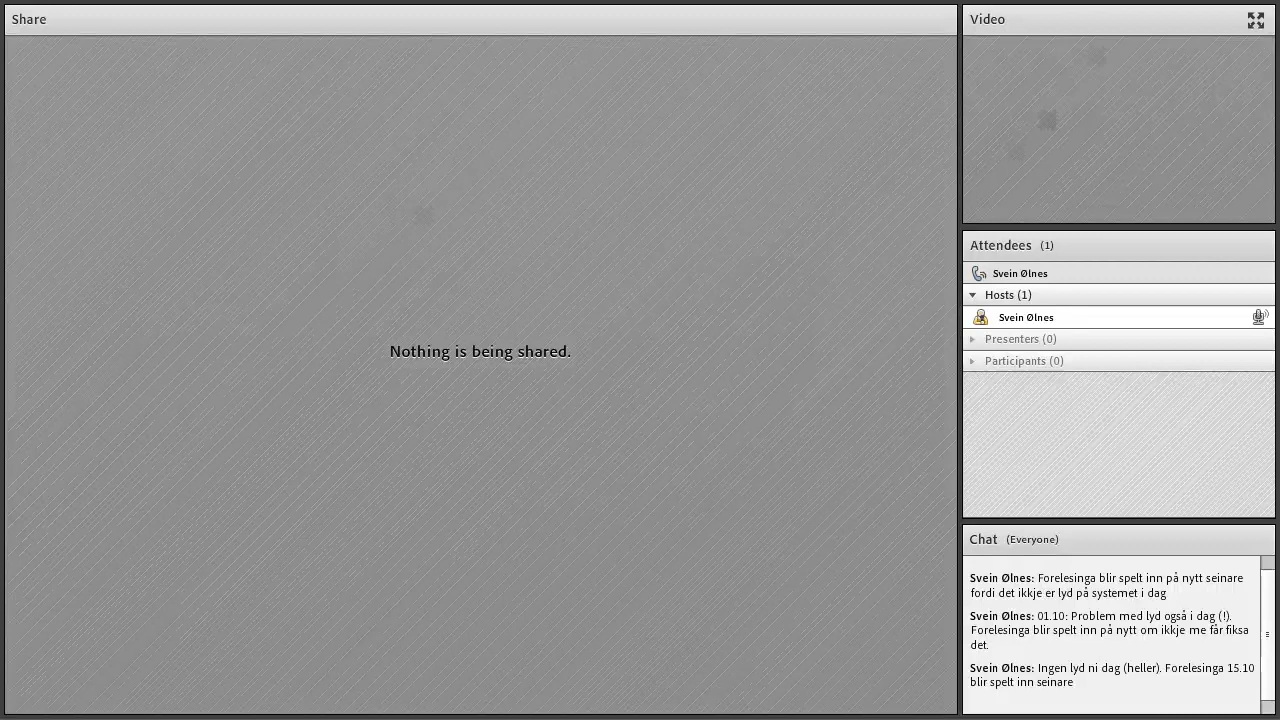 Share
Nothing is being shared.
Video
Attendees (1)
Svein Ølnes
Hosts (1)
Svein Ølnes
Presenters (0)
Participants (0)
Chat (Everyone)
Svein Ølnes: Forelesinga blir spelt inn på nytt seinare
fordi det ikkje er lyd på systemet i dag
Svein Ølnes: 01.10: Problem med lyd også i dag (!).
Forelesinga blir spelt inn på nytt om ikkje me får fiksa
det.
Svein Ølnes: Ingen lyd ni dag (heller). Forelesinga 15.10
blir spelt inn seinare